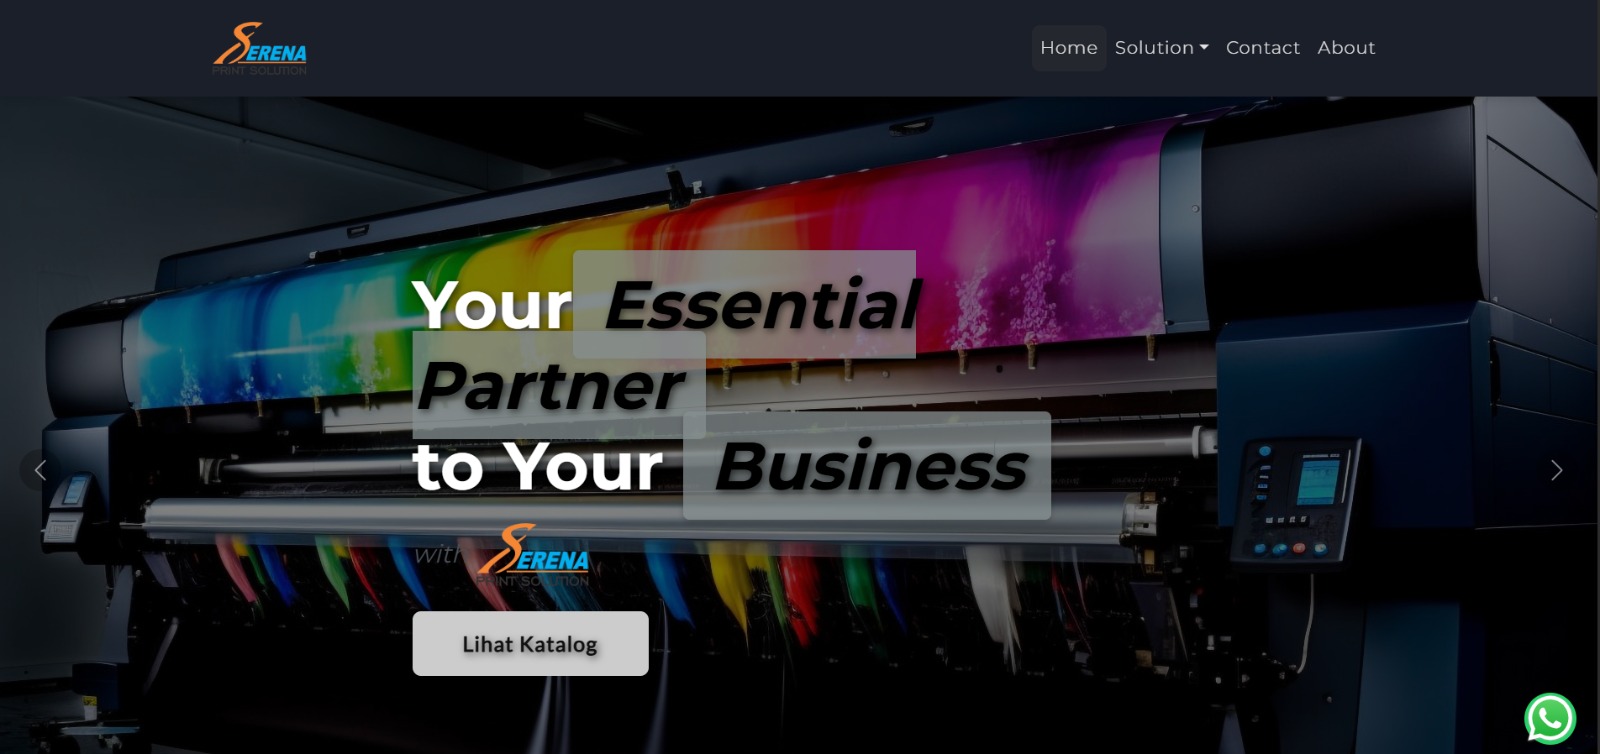 SERENA
PRINT SOLUTION
Home Solution Contact About
Your Essential
Partner
to Your Business
with SERENA
PRINT SOLUTION
Lihat Katalog